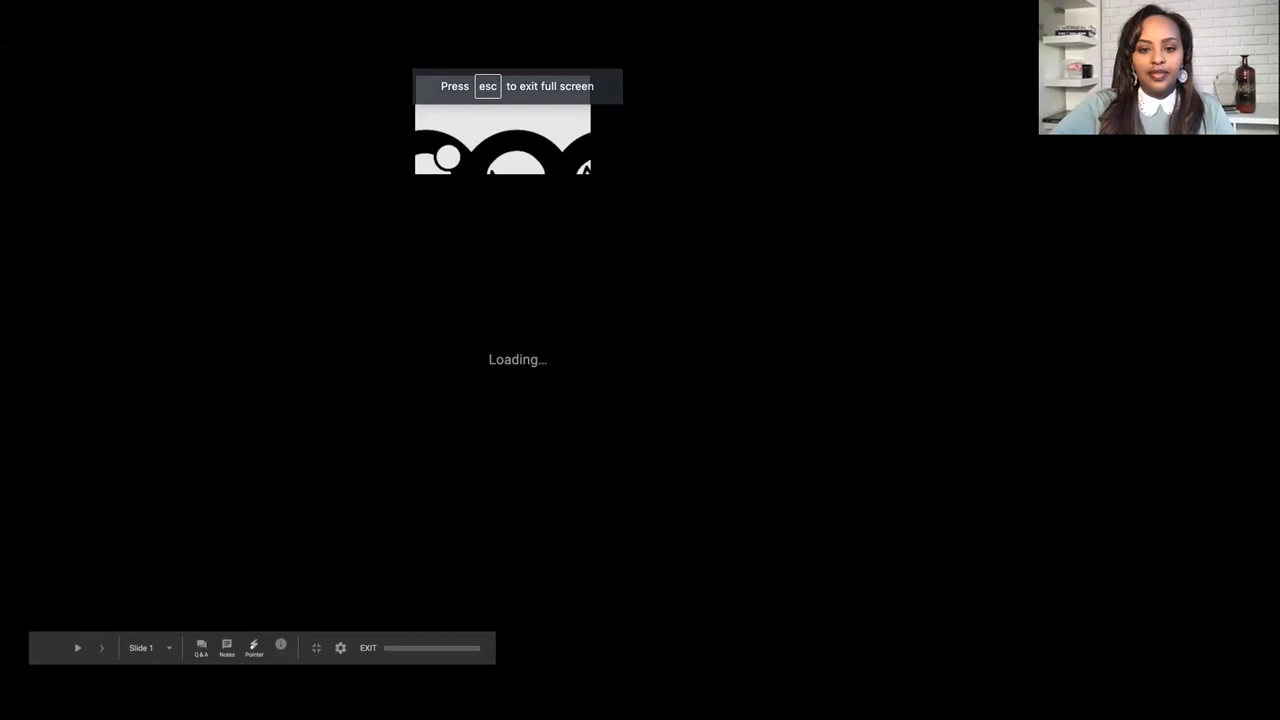 Press esc to exit full screen
Loading...
Slide 1
Q & A
Notes
Pointer
EXIT